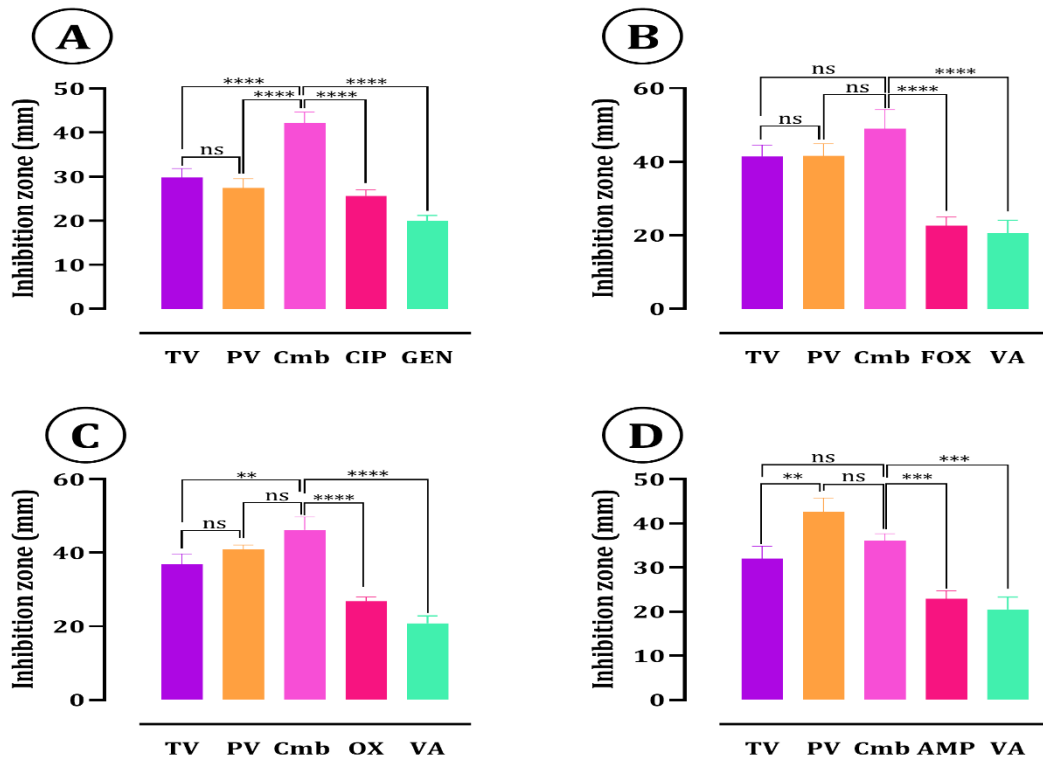 A
Inhibition zone (mm)
50
40
30
20
10
0
**** ****
**** ****
ns
TV PV Cmb CIP GEN
B
Inhibition zone (mm)
60
40
20
0
ns ****
ns ****
ns
TV PV Cmb FOX VA
C
Inhibition zone (mm)
60
40
20
0
** ****
ns ****
ns
TV PV Cmb OX VA
D
Inhibition zone (mm)
50
40
30
20
10
0
ns ***
** ns ***
TV PV Cmb AMP VA